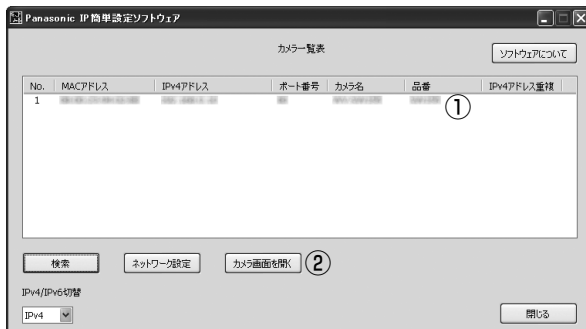 Panasonic IP簡単設定ソフトウェア
カメラ一覧表
ソフトウェアについて
No. MACアドレス IPv4アドレス ポート番号 カメラ名 品番 IPv4アドレス重複
1 ①
検索 ネットワーク設定 カメラ画面を開く ②
IPv4/IPv6切替
IPv4 閉じる